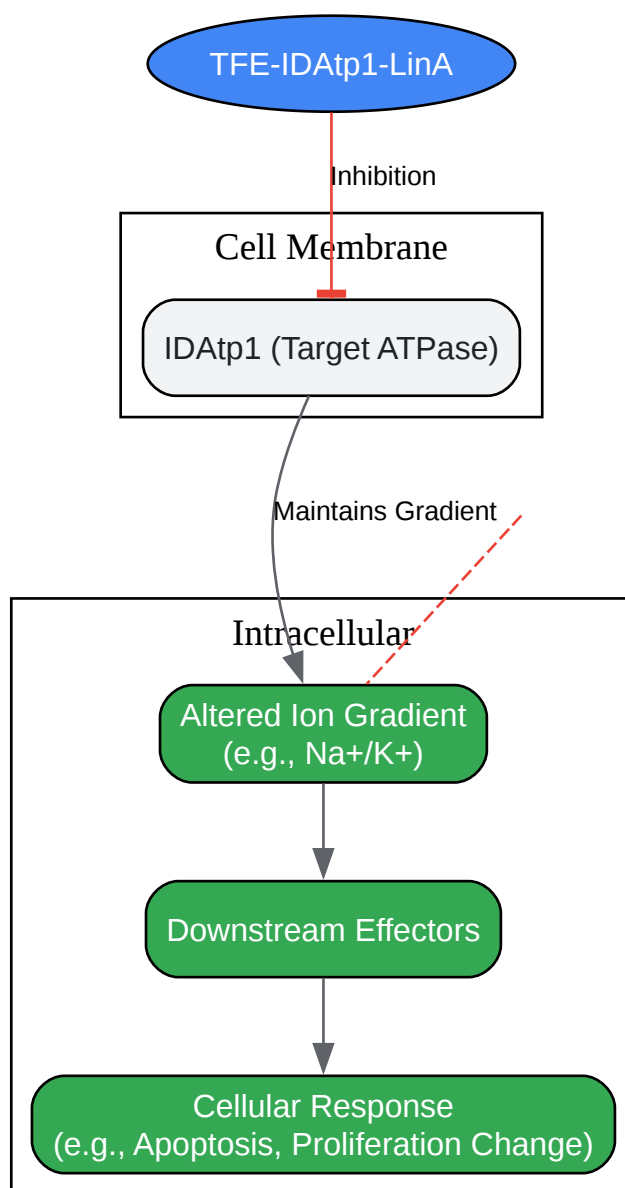 TFE-IDAtp1-LinA
Inhibition
Cell Membrane
IDAtp1 (Target ATPase)
Maintains Gradient
Intracellular
Altered Ion Gradient
(e.g., Na+/K+)
Downstream Effectors
Cellular Response
(e.g., Apoptosis, Proliferation Change)